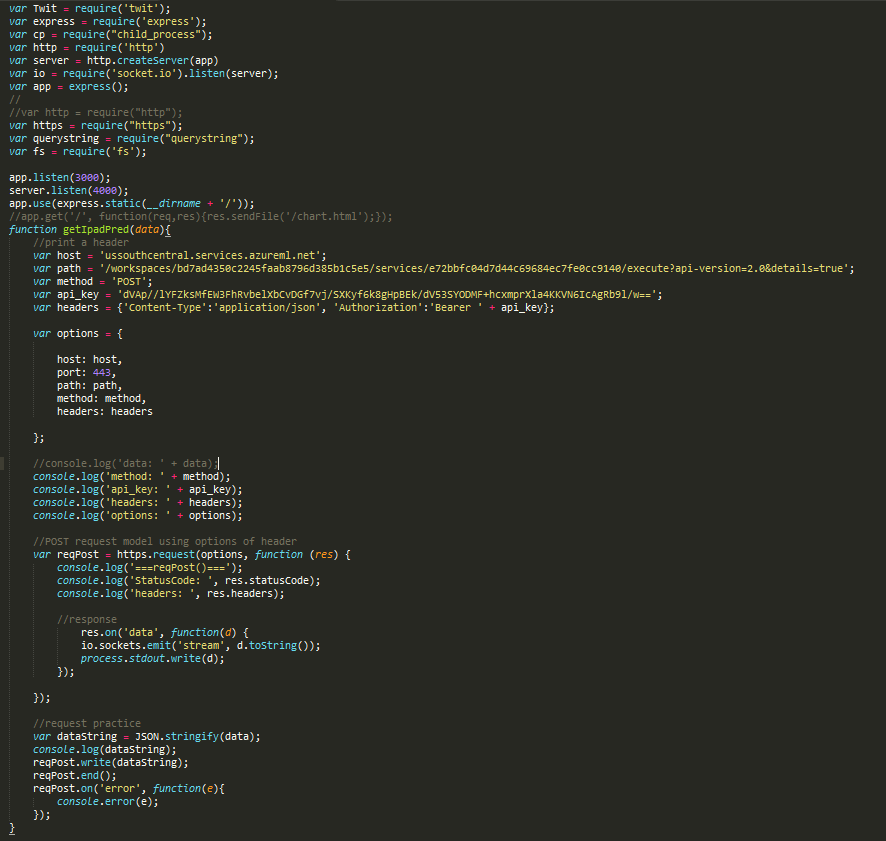 var Twit = require('twit');
var express = require('express');
var cp = require("child_process");
var http = require('http')
var server = http.createServer(app)
var io = require('socket.io').listen(server);
var app = express();
//
//var http = require("http");
var https = require("https");
var querystring = require("querystring");
var fs = require('fs');
app.listen(3000);
server.listen(4000);
app.use(express.static(__dirname + '/'));
//app.get('/', function(req,res){res.sendFile('/chart.html');});
function getIpadPred(data){
//print a header
var host = 'ussouthcentral.services.azureml.net';
var path = '/workspaces/bd7ad4350c2245faab8796d385b1c5e5/services/e72bbfc04d7d44c69684ec7fe0cc9140/execute?api-version=2.0&details=true';
var method = 'POST';
var api_key = 'dVAp//lYFZksMfEW3FhRvbelXbCvDGf7vj/SXKyf6k8gHpBEk/dV53SYODMF+hcxmprXla4KKVN6IcAgRb9l/w==';
var headers = {'Content-Type':'application/json', 'Authorization':'Bearer ' + api_key};
var options = {
host: host,
port: 443,
path: path,
method: method,
headers: headers
};
//console.log('data: ' + data);
console.log('method: ' + method);
console.log('api_key: ' + api_key);
console.log('headers: ' + headers);
console.log('options: ' + options);
//POST request model using options of header
var reqPost = https.request(options, function (res) {
console.log('===reqPost()===');
console.log('StatusCode: ', res.statusCode);
console.log('headers: ', res.headers);
//response
res.on('data', function(d) {
io.sockets.emit('stream', d.toString());
process.stdout.write(d);
});
});
//request practice
var dataString = JSON.stringify(data);
console.log(dataString);
reqPost.write(dataString);
reqPost.end();
reqPost.on('error', function(e){
console.error(e);
});
}